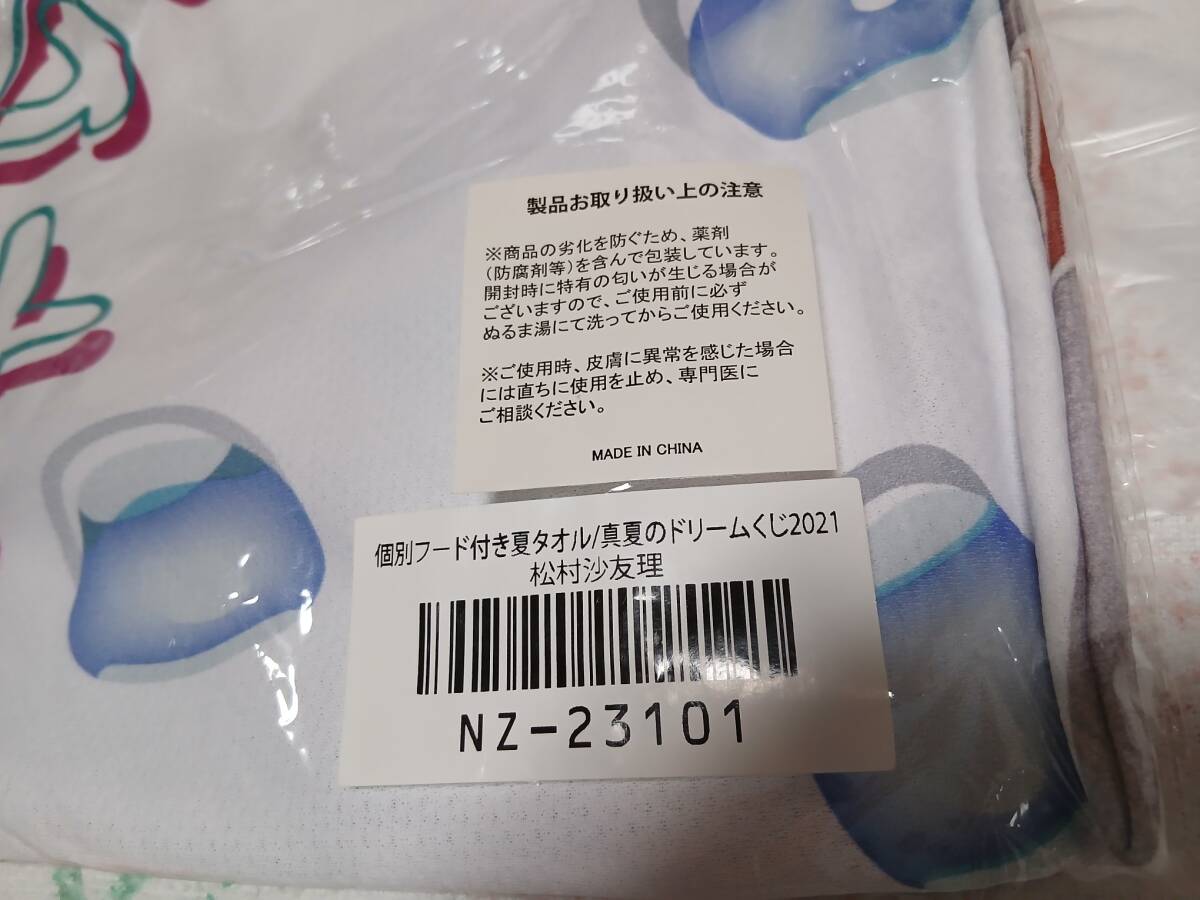 製品お取り扱い上の注意
※商品の劣化を防ぐため、薬剤
(防腐剤等)を含んで包装しています。
開封時に特有の匂いが生じる場合が
ございますので、ご使用前に必ず
ぬるま湯にて洗ってからご使用ください。
※ご使用時、皮膚に異常を感じた場合
には直ちに使用を止め、専門医に
ご相談ください。
MADE IN CHINA
個別フード付き夏タオル/真夏のドリームくじ2021
松村沙友理
NZ-23101